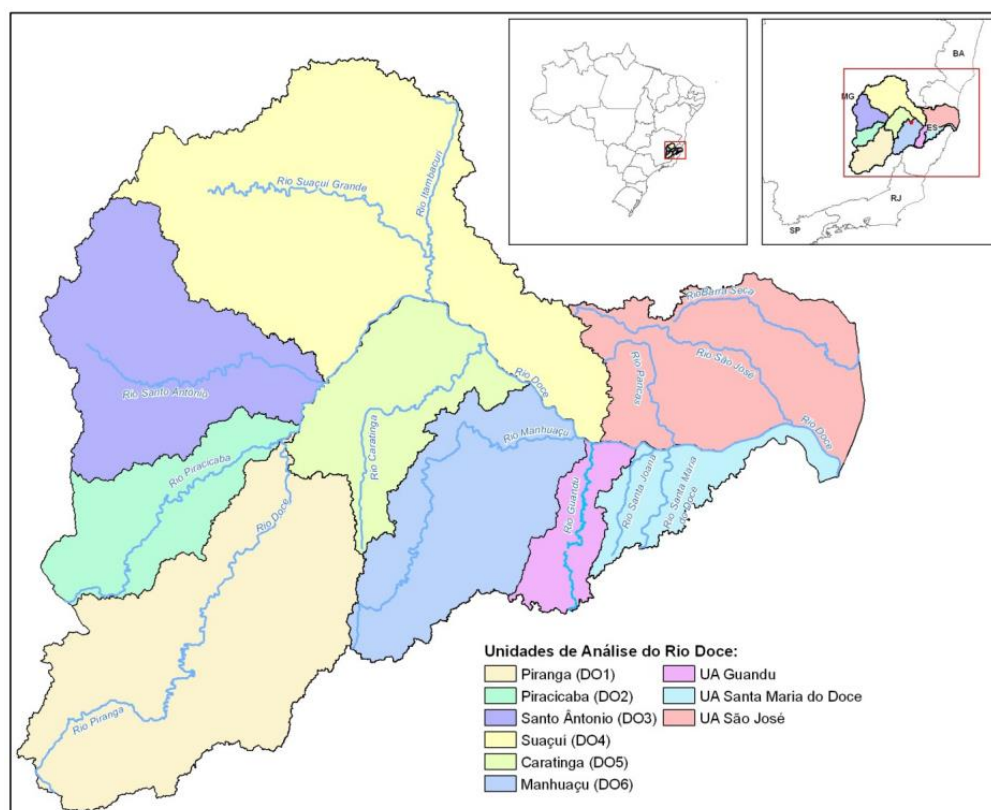 BA
MG
ES
RJ
SP
Rio Suaçui Grande
Rio Itambacuri
RioBarra Seca
Rio Pancas
Rio São José
Rio Doce
Rio Santo Antônio
Rio Doce
Rio Caratinga
Rio Manhuaçu
Rio Piracicaba
Rio Doce
Rio Guandu
Rio Santa Joana
Rio Santa Maria
do Doce
Rio Piranga
Unidades de Análise do Rio Doce:
Piranga (DO1)
Piracicaba (DO2)
Santo Ântonio (DO3)
Suaçuí (DO4)
Caratinga (DO5)
Manhuaçu (DO6)
UA Guandu
UA Santa Maria do Doce
UA São José